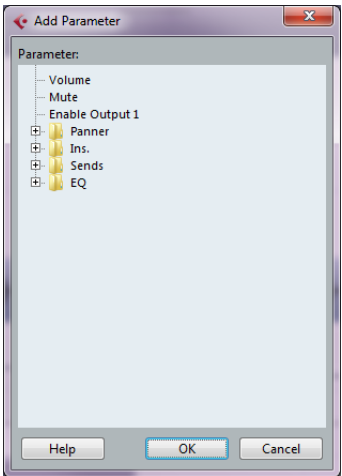 Add Parameter
Parameter:
Volume
Mute
Enable Output 1
Panner
Ins.
Sends
EQ
Help OK Cancel